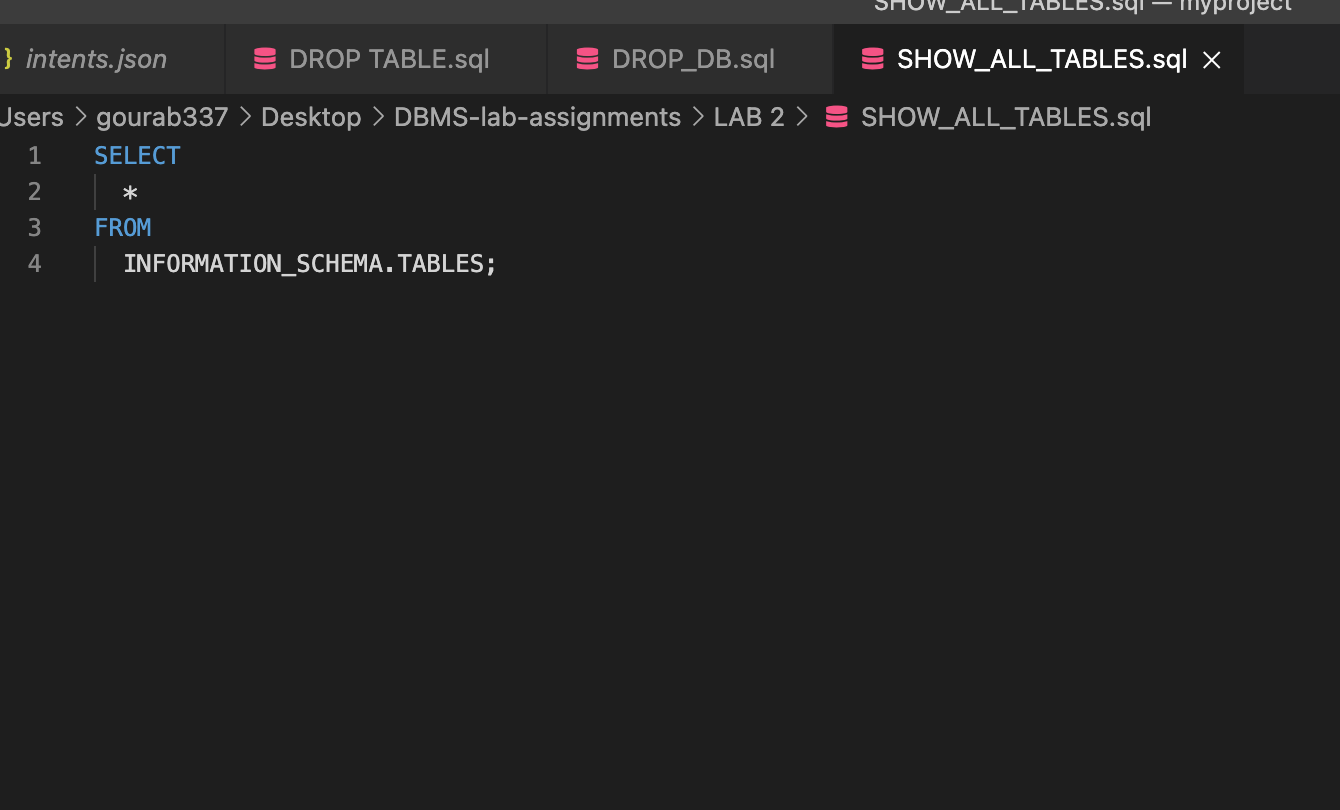 SHOW_ALL_TABLES.sql — myproject
} intents.json DROP TABLE.sql DROP_DB.sql SHOW_ALL_TABLES.sql ×
Users > gourab337 > Desktop > DBMS-lab-assignments > LAB 2 > SHOW_ALL_TABLES.sql
1 SELECT
2 *
3 FROM
4 INFORMATION_SCHEMA.TABLES;